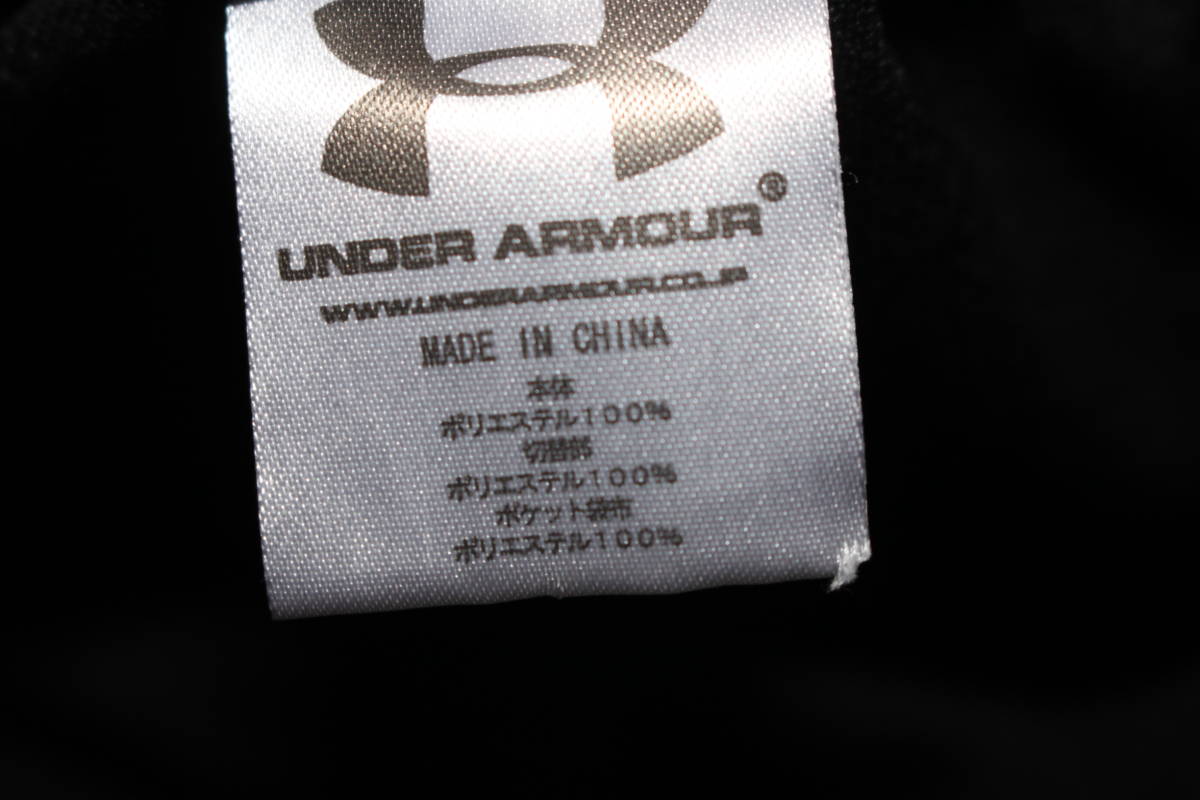 UNDER ARMOUR®
WWW.UNDERARMOUR.CO.JP
MADE IN CHINA
本体
ポリエステル100%
切替部
ポリエステル100%
ポケット袋布
ポリエステル100%